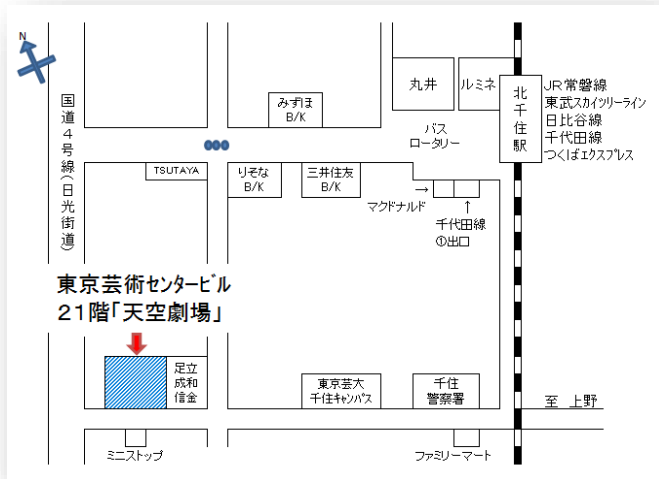 N
国道４号線(日光街道)
みずほ
B/K
丸井
ルミネ
北千住駅
JR常磐線
東武スカイツリーライン
日比谷線
千代田線
つくばエクスプレス
バス
ロータリー
TSUTAYA
りそな
B/K
三井住友
B/K
→
マクドナルド
↑
千代田線
①出口
東京芸術センタービル
２１階「天空劇場」
足立
成和
信金
東京芸大
千住キャンパス
千住
警察署
至 上野
ミニストップ
ファミリーマート